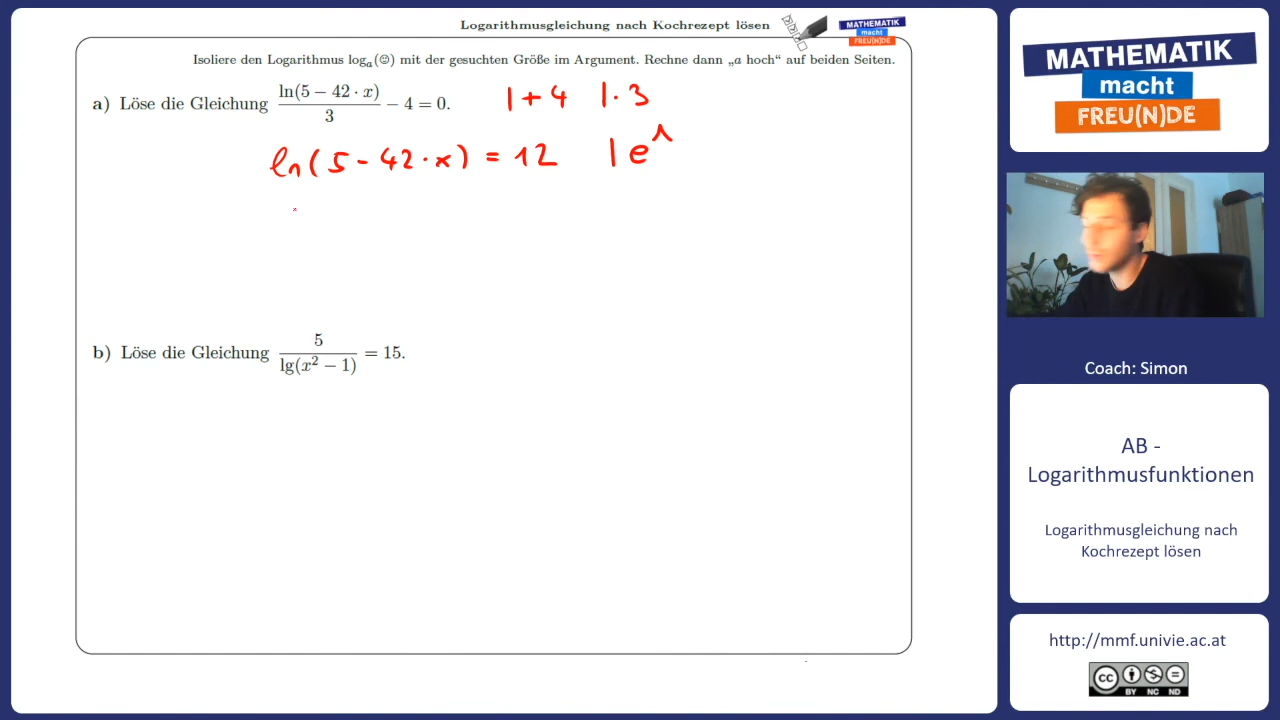 Logarithmusgleichung nach Kochrezept lösen
MATHEMATIK
macht
FREU(N)DE
Isoliere den Logarithmus logₐ(☺) mit der gesuchten Größe im Argument. Rechne dann „a hoch“ auf beiden Seiten.
a) Löse die Gleichung ln(5 − 42 · x)/3 − 4 = 0. | + 4 | · 3
ln(5 - 42 · x) = 12 | e^
b) Löse die Gleichung 5/lg(x² − 1) = 15.
MATHEMATIK
macht
FREU(N)DE
Coach: Simon
AB -
Logarithmusfunktionen
Logarithmusgleichung nach
Kochrezept lösen
http://mmf.univie.ac.at
cc
BY NC ND